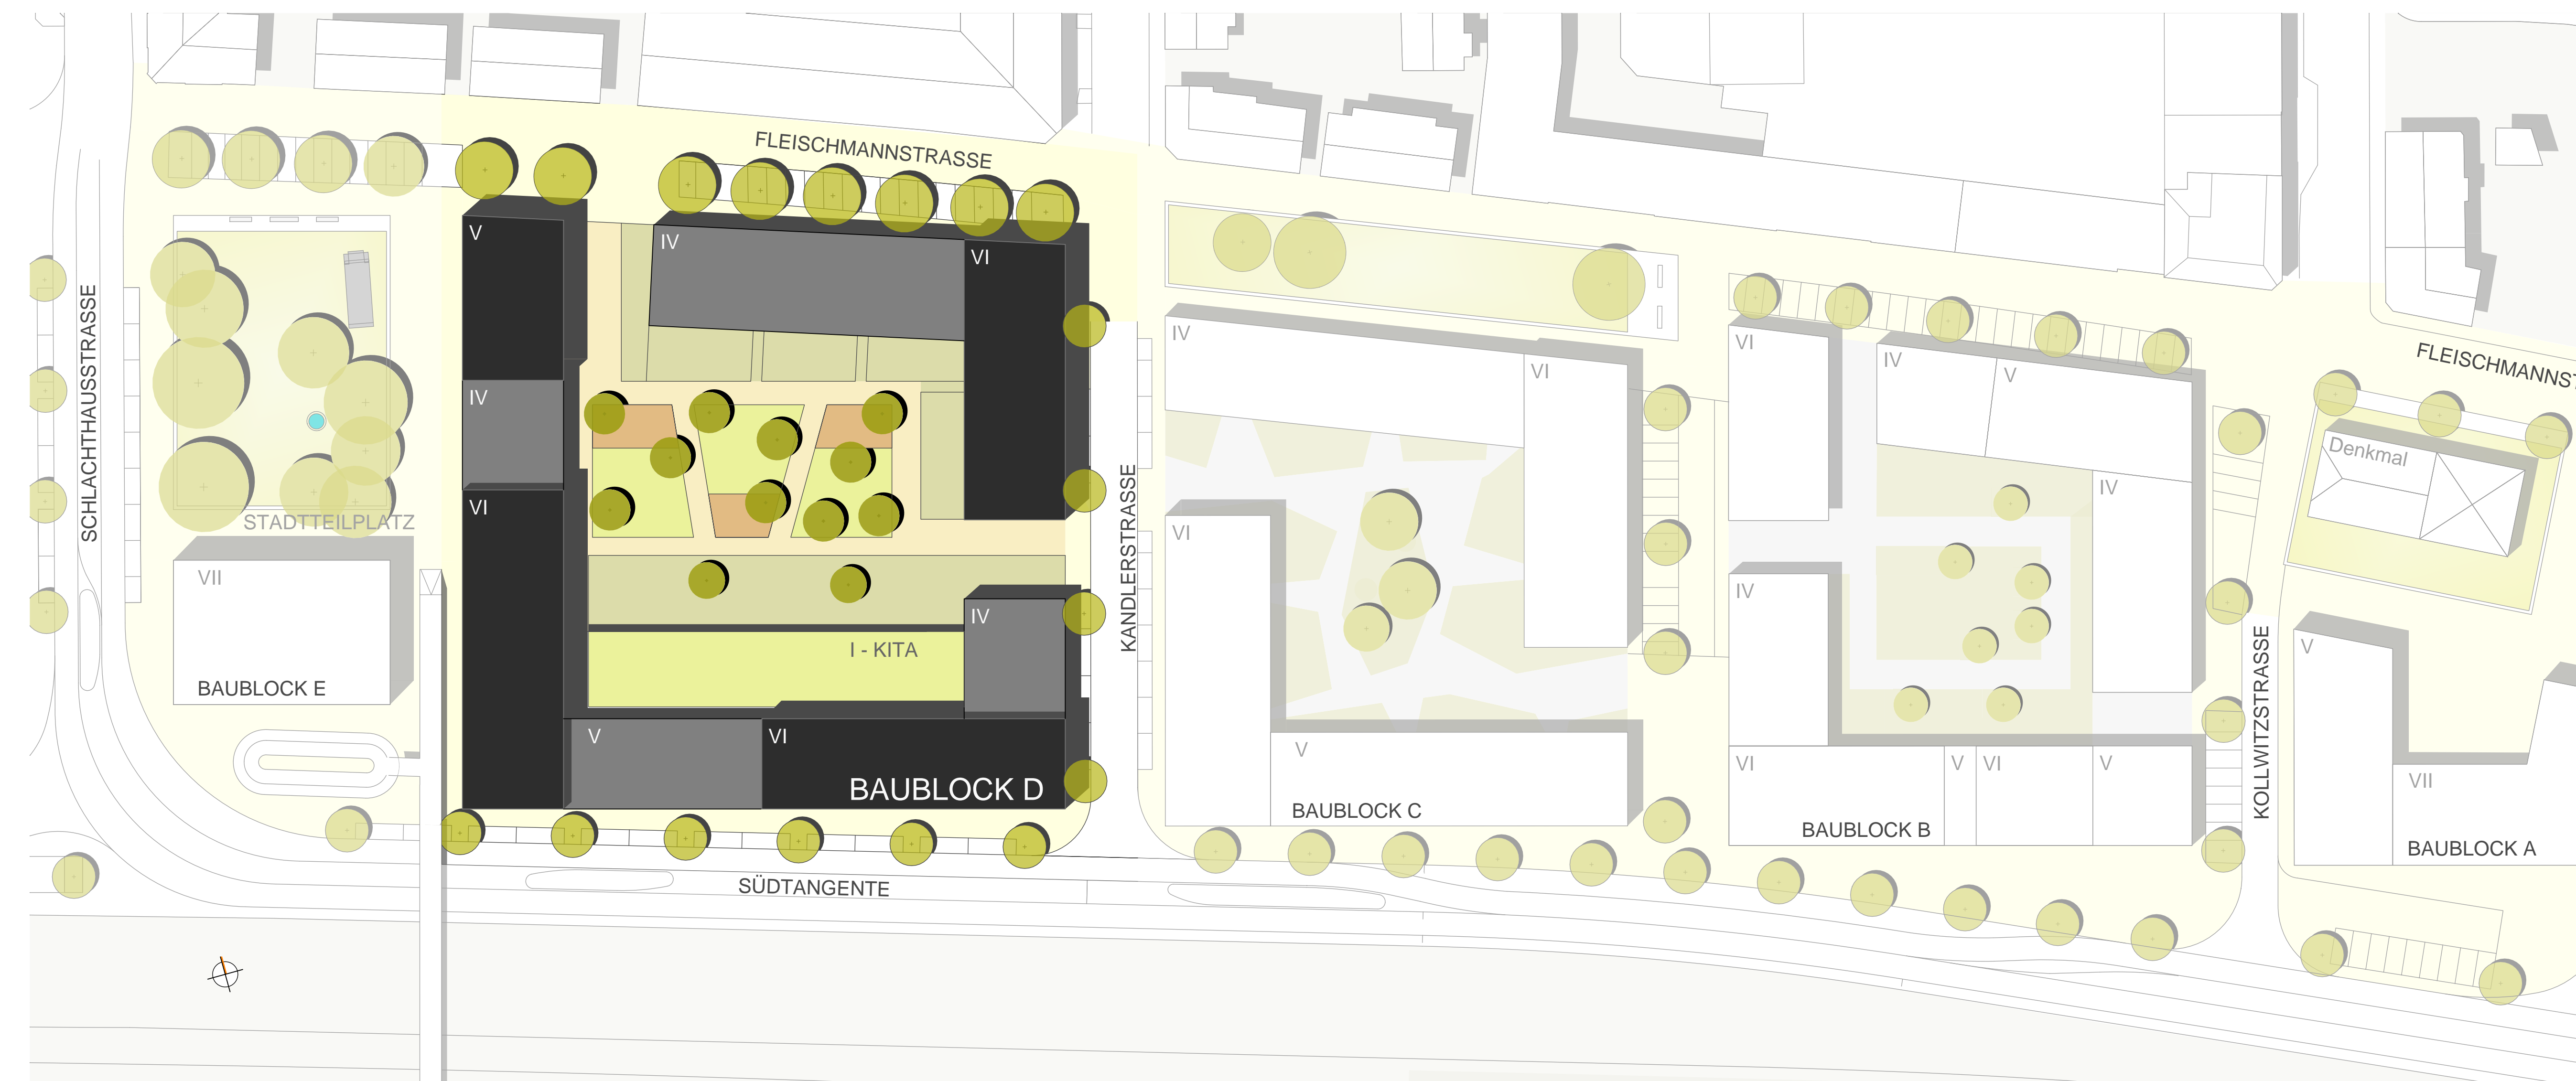 FLEISCHMANNSTRASSE
V
IV
VI
IV
VI
I - KITA
IV
V
VI
BAUBLOCK D
SCHLACHTHAUSSTRASSE
STADTTEILPLATZ
VII
BAUBLOCK E
KANDLERSTRASSE
SÜDTANGENTE
IV
VI
VI
V
BAUBLOCK C
VI
IV
V
IV
IV
VI
V
VI
V
BAUBLOCK B
KOLLWITZSTRASSE
FLEISCHMANNST
Denkmal
V
VII
BAUBLOCK A